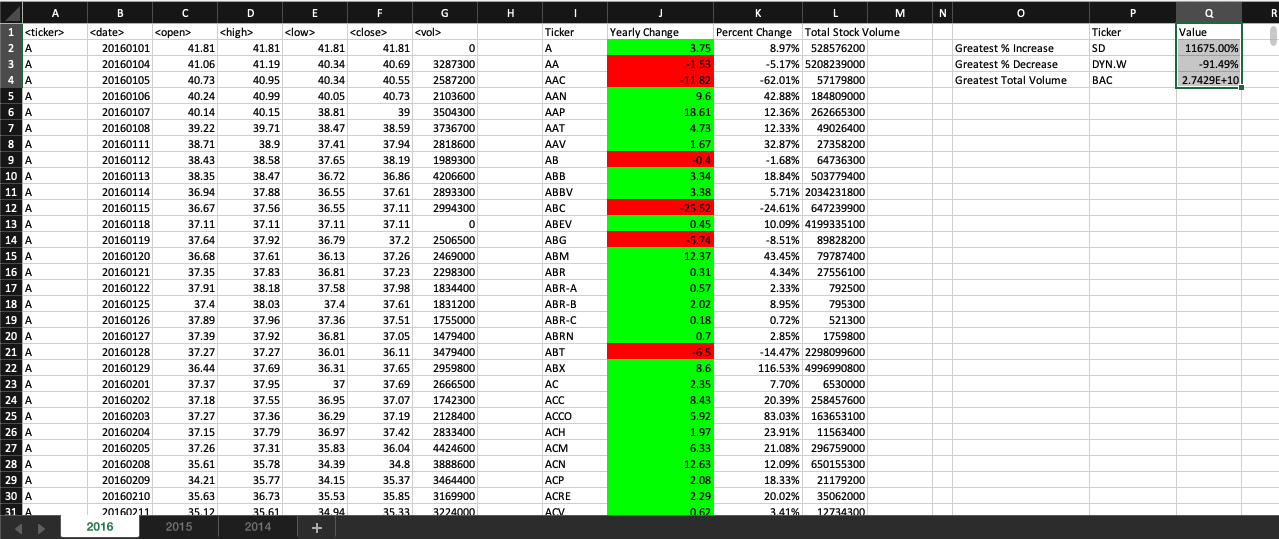 A B C D E F G H I J K L M N O P Q R
1 <ticker> <date> <open> <high> <low> <close> <vol> Ticker Yearly Change Percent Change Total Stock Volume Ticker Value
2 A 20160101 41.81 41.81 41.81 41.81 0 A 3.75 8.97% 528576200 Greatest % Increase SD 11675.00%
3 A 20160104 41.06 41.19 40.34 40.69 3287300 AA -1.53 -5.17% 5208239000 Greatest % Decrease DYN.W -91.49%
4 A 20160105 40.73 40.95 40.34 40.55 2587200 AAC -11.82 -62.01% 57179800 Greatest Total Volume BAC 2.7429E+10
5 A 20160106 40.24 40.99 40.05 40.73 2103600 AAN 9.6 42.88% 184809000
6 A 20160107 40.14 40.15 38.81 39 3504300 AAP 18.61 12.36% 262665300
7 A 20160108 39.22 39.71 38.47 38.59 3736700 AAT 4.73 12.33% 49026400
8 A 20160111 38.71 38.9 37.41 37.94 2818600 AAV 1.67 32.87% 27358200
9 A 20160112 38.43 38.58 37.65 38.19 1989300 AB -0.4 -1.68% 64736300
10 A 20160113 38.35 38.47 36.72 36.86 4206600 ABB 3.34 18.84% 503779400
11 A 20160114 36.94 37.88 36.55 37.61 2893300 ABBV 3.38 5.71% 2034231800
12 A 20160115 36.67 37.56 36.55 37.11 2994300 ABC -25.52 -24.61% 647239900
13 A 20160118 37.11 37.11 37.11 37.11 0 ABEV 0.45 10.09% 4199335100
14 A 20160119 37.64 37.92 36.79 37.2 2506500 ABG -5.74 -8.51% 89828200
15 A 20160120 36.68 37.61 36.13 37.26 2469000 ABM 12.37 43.45% 79787400
16 A 20160121 37.35 37.83 36.81 37.23 2298300 ABR 0.31 4.34% 27556100
17 A 20160122 37.91 38.18 37.58 37.98 1834400 ABR-A 0.57 2.33% 792500
18 A 20160125 37.4 38.03 37.4 37.61 1831200 ABR-B 2.02 8.95% 795300
19 A 20160126 37.89 37.96 37.36 37.51 1755000 ABR-C 0.18 0.72% 521300
20 A 20160127 37.39 37.92 36.81 37.05 1479400 ABRN 0.7 2.85% 1759800
21 A 20160128 37.27 37.27 36.01 36.11 3479400 ABT -6.5 -14.47% 2298099600
22 A 20160129 36.44 37.69 36.31 37.65 2959800 ABX 8.6 116.53% 4996990800
23 A 20160201 37.37 37.95 37 37.69 2666500 AC 2.35 7.70% 6530000
24 A 20160202 37.18 37.55 36.95 37.07 1742300 ACC 8.43 20.39% 258457600
25 A 20160203 37.27 37.36 36.29 37.19 2128400 ACCO 5.92 83.03% 163653100
26 A 20160204 37.15 37.79 36.97 37.42 2833400 ACH 1.97 23.91% 11563400
27 A 20160205 37.26 37.31 35.83 36.04 4424600 ACM 6.33 21.08% 296759000
28 A 20160208 35.61 35.78 34.39 34.8 3888600 ACN 12.63 12.09% 650155300
29 A 20160209 34.21 35.77 34.15 35.37 3464400 ACP 2.08 18.33% 21179200
30 A 20160210 35.63 36.73 35.53 35.85 3169900 ACRE 2.29 20.02% 35062000
31 A 20160211 35.12 35.61 34.94 35.33 3224000 ACV 0.62 3.41% 12734300
2016 2015 2014 +